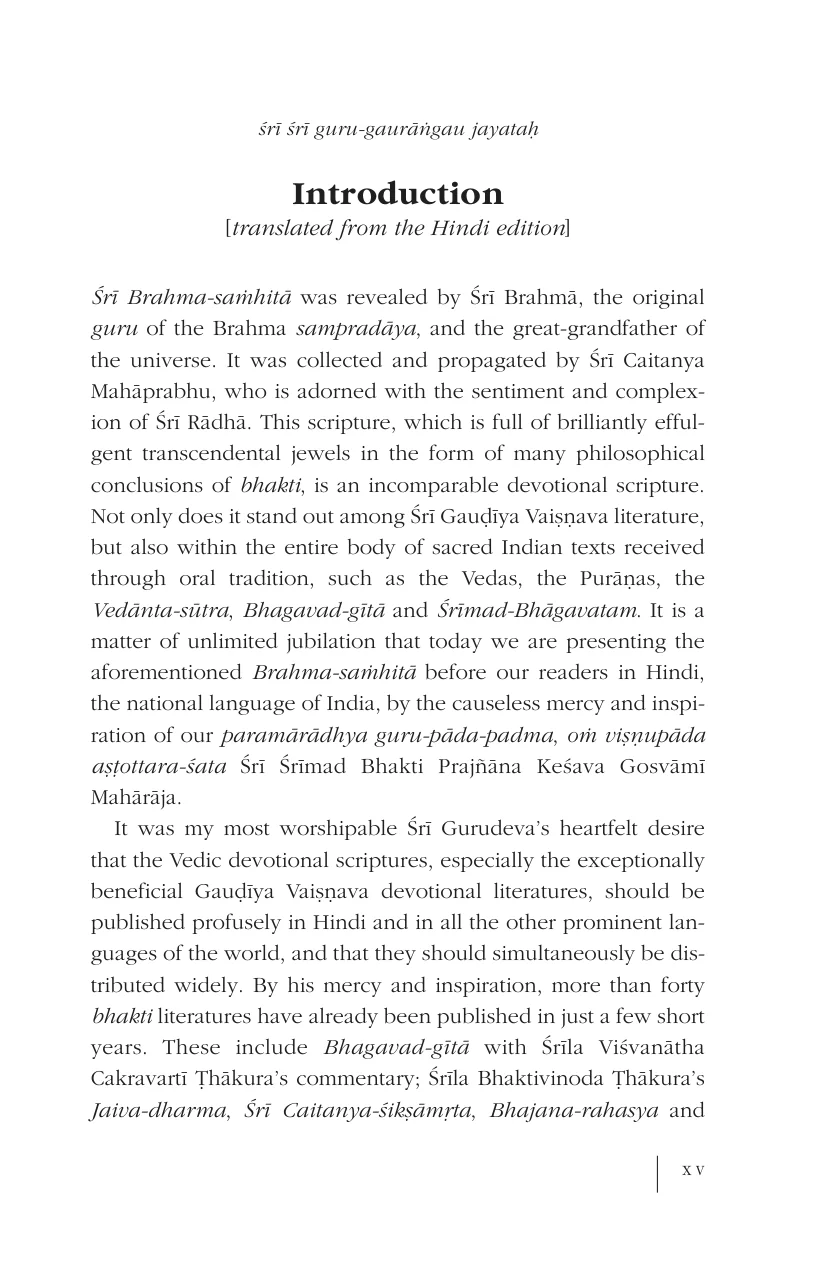 śrī śrī guru-gaurāṅgau jayataḥ
Introduction
[translated from the Hindi edition]
Śrī Brahma-saṁhitā was revealed by Śrī Brahmā, the original
guru of the Brahma sampradāya, and the great-grandfather of
the universe. It was collected and propagated by Śrī Caitanya
Mahāprabhu, who is adorned with the sentiment and complex-
ion of Śrī Rādhā. This scripture, which is full of brilliantly efful-
gent transcendental jewels in the form of many philosophical
conclusions of bhakti, is an incomparable devotional scripture.
Not only does it stand out among Śrī Gauḍīya Vaiṣṇava literature,
but also within the entire body of sacred Indian texts received
through oral tradition, such as the Vedas, the Purāṇas, the
Vedānta-sūtra, Bhagavad-gītā and Śrīmad-Bhāgavatam. It is a
matter of unlimited jubilation that today we are presenting the
aforementioned Brahma-saṁhitā before our readers in Hindi,
the national language of India, by the causeless mercy and inspi-
ration of our paramārādhya guru-pāda-padma, oṁ viṣṇupāda
aṣṭottara-śata Śrī Śrīmad Bhakti Prajñāna Keśava Gosvāmī
Mahārāja.
It was my most worshipable Śrī Gurudeva’s heartfelt desire
that the Vedic devotional scriptures, especially the exceptionally
beneficial Gauḍīya Vaiṣṇava devotional literatures, should be
published profusely in Hindi and in all the other prominent lan-
guages of the world, and that they should simultaneously be dis-
tributed widely. By his mercy and inspiration, more than forty
bhakti literatures have already been published in just a few short
years. These include Bhagavad-gītā with Śrīla Viśvanātha
Cakravartī Ṭhākura’s commentary; Śrīla Bhaktivinoda Ṭhākura’s
Jaiva-dharma, Śrī Caitanya-śikṣāmṛta, Bhajana-rahasya and
xv